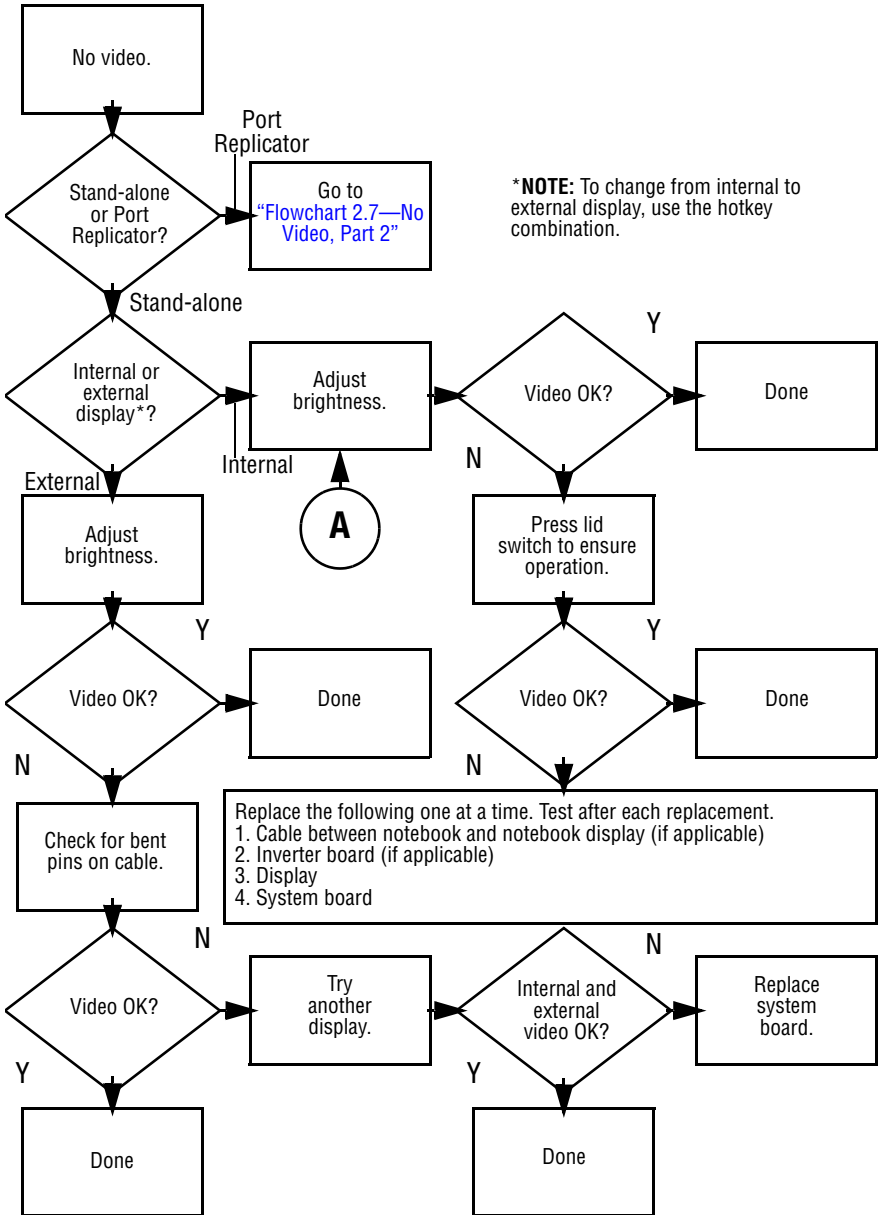 No video.
Port
Replicator
Stand-alone
or Port
Replicator?
Go to
“Flowchart 2.7—No
Video, Part 2”
*NOTE: To change from internal to
external display, use the hotkey
combination.
Stand-alone
Internal or
external
display*?
Internal
External
Adjust
brightness.
A
Video OK?
Y
Done
N
Press lid
switch to ensure
operation.
Adjust
brightness.
Video OK?
Y
Done
N
Video OK?
Y
Done
N
Replace the following one at a time. Test after each replacement.
1. Cable between notebook and notebook display (if applicable)
2. Inverter board (if applicable)
3. Display
4. System board
Check for bent
pins on cable.
Video OK?
N
Try
another
display.
Internal and
external
video OK?
N
Replace
system
board.
Y
Done
Y
Done